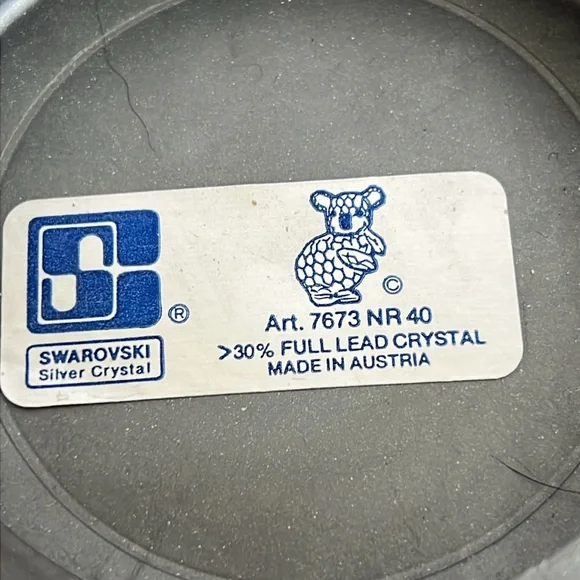 S
®
SWAROVSKI
Silver Crystal
©
Art. 7673 NR 40
>30% FULL LEAD CRYSTAL
MADE IN AUSTRIA